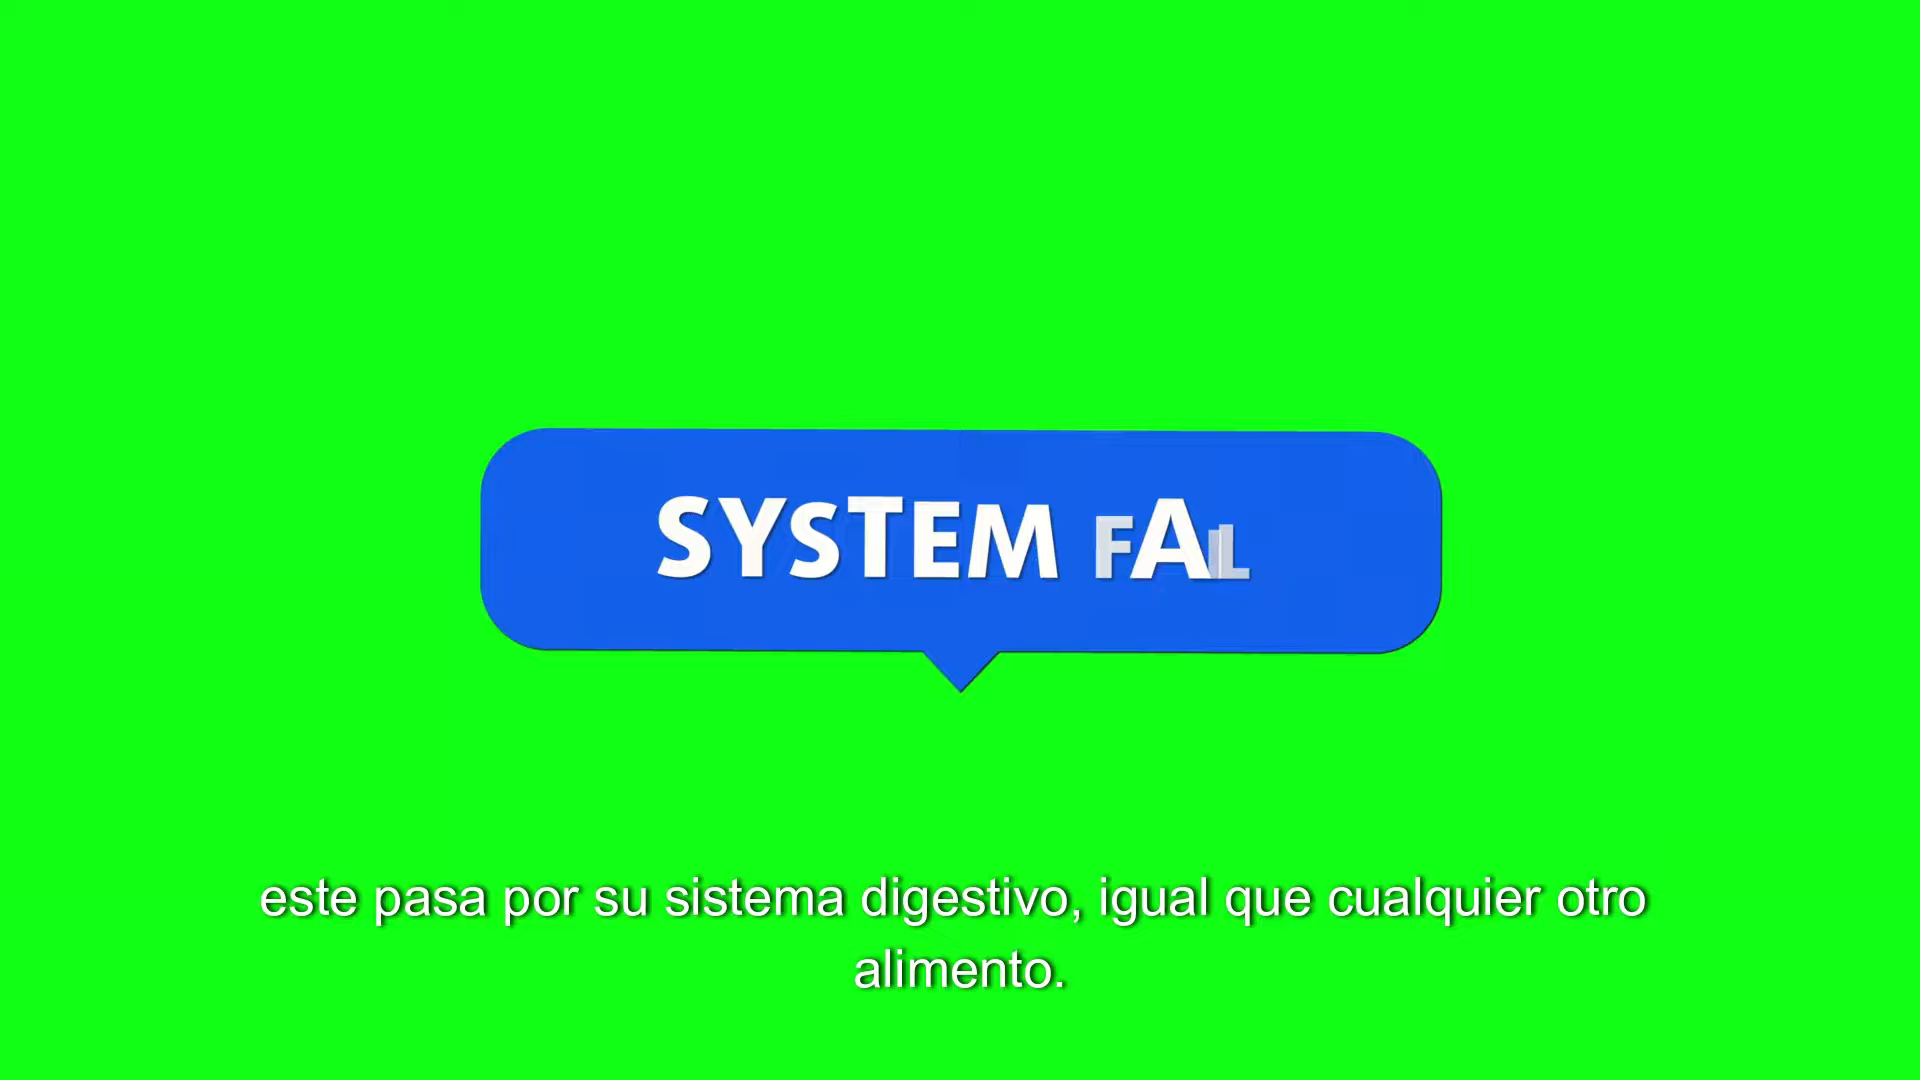 SYSTEM FAIL
este pasa por su sistema digestivo, igual que cualquier otro
alimento.